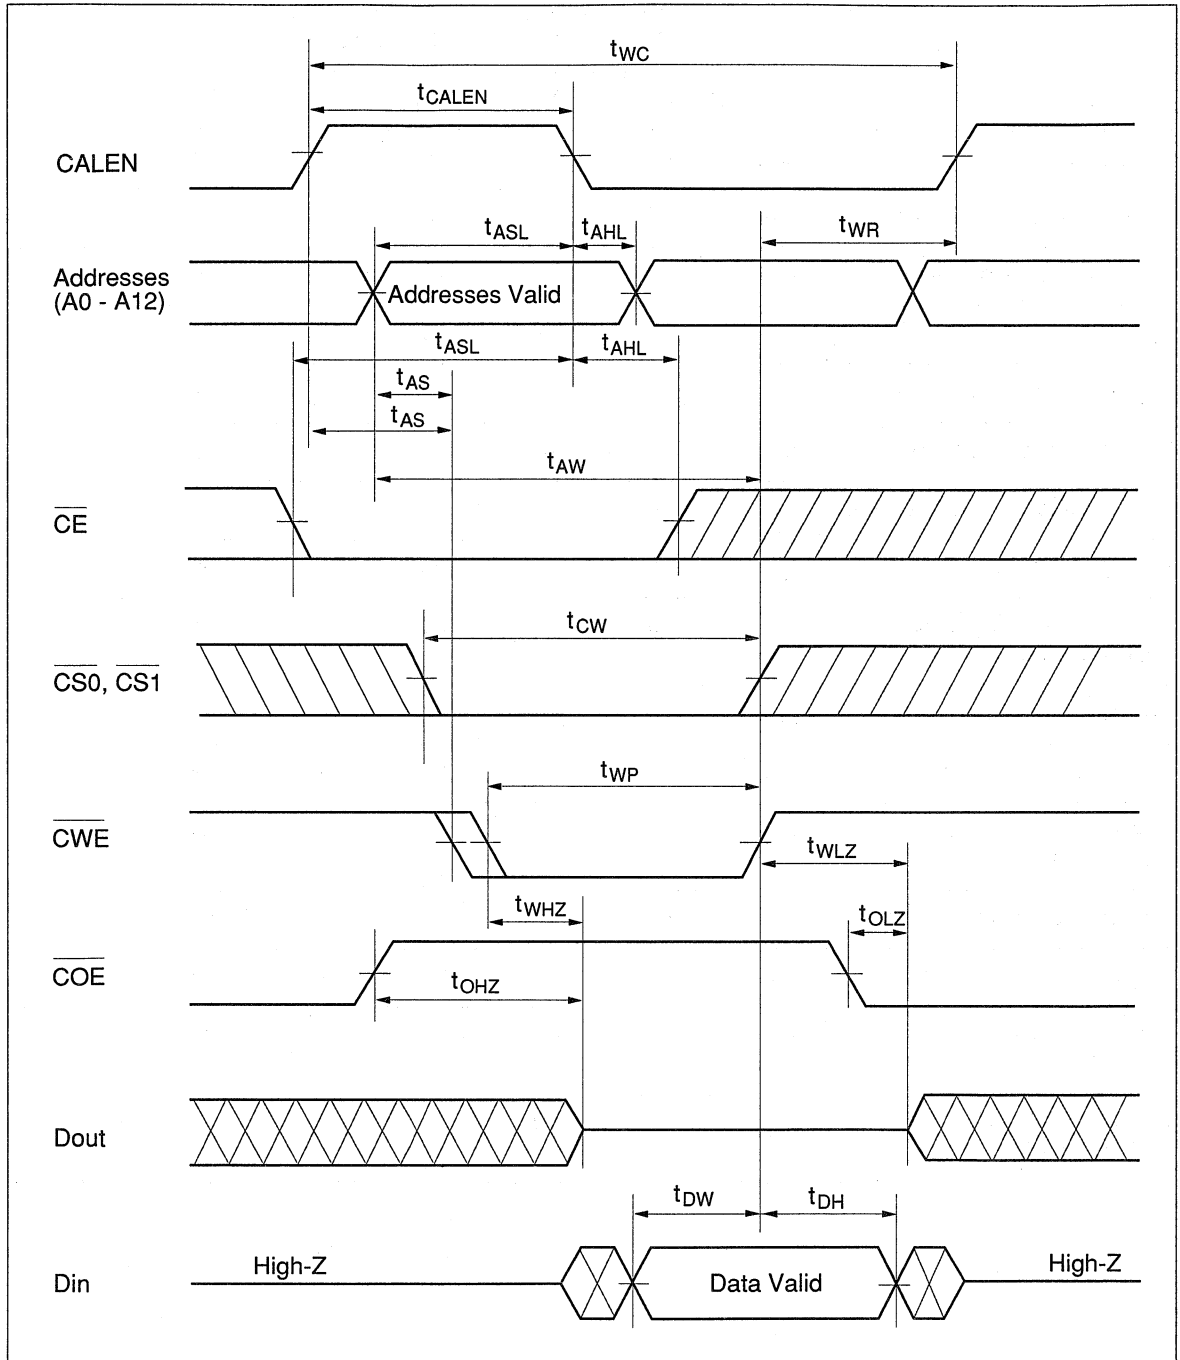 tWC
tCALEN
CALEN
tASL tAHL tWR
Addresses
(A0 - A12)
Addresses Valid
tASL tAHL
tAS
tAS
tAW
CE
tCW
CS0, CS1
tWP
CWE
tWLZ
tWHZ
tOLZ
COE
tOHZ
Dout
tDW tDH
High-Z
High-Z
Din
Data Valid